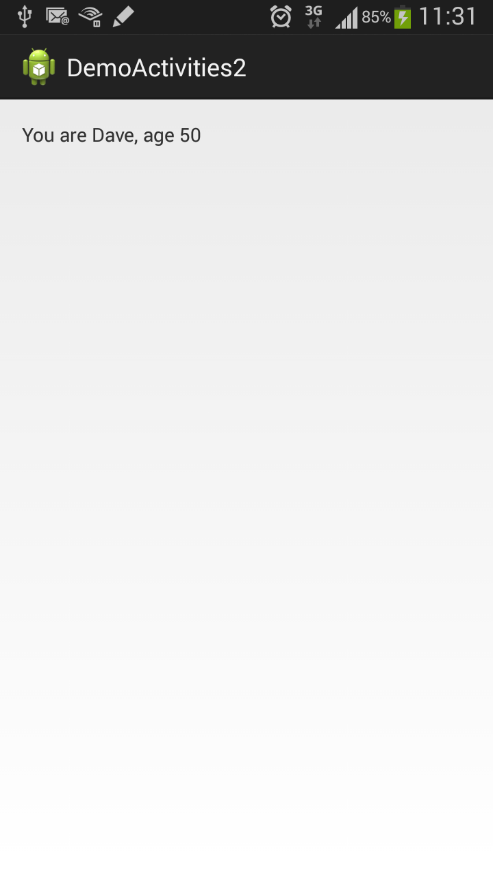 3G 85% 11:31
DemoActivities2
You are Dave, age 50